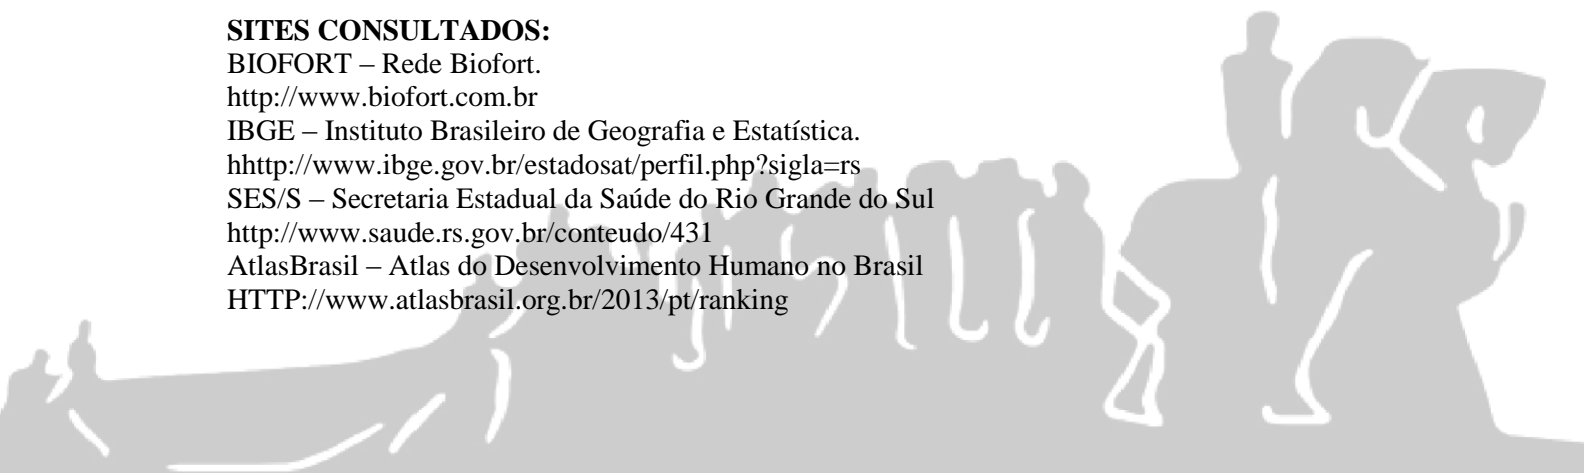 SITES CONSULTADOS:
BIOFORT – Rede Biofort.
http://www.biofort.com.br
IBGE – Instituto Brasileiro de Geografia e Estatística.
hhttp://www.ibge.gov.br/estadosat/perfil.php?sigla=rs
SES/S – Secretaria Estadual da Saúde do Rio Grande do Sul
http://www.saude.rs.gov.br/conteudo/431
AtlasBrasil – Atlas do Desenvolvimento Humano no Brasil
HTTP://www.atlasbrasil.org.br/2013/pt/ranking